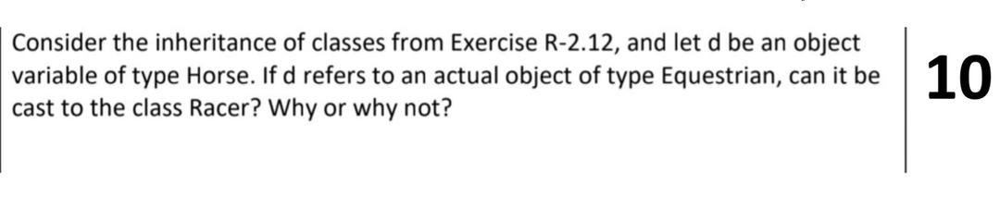 Consider the inheritance of classes from Exercise R-2.12, and let d be an object
variable of type Horse. If d refers to an actual object of type Equestrian, can it be
cast to the class Racer? Why or why not?
10